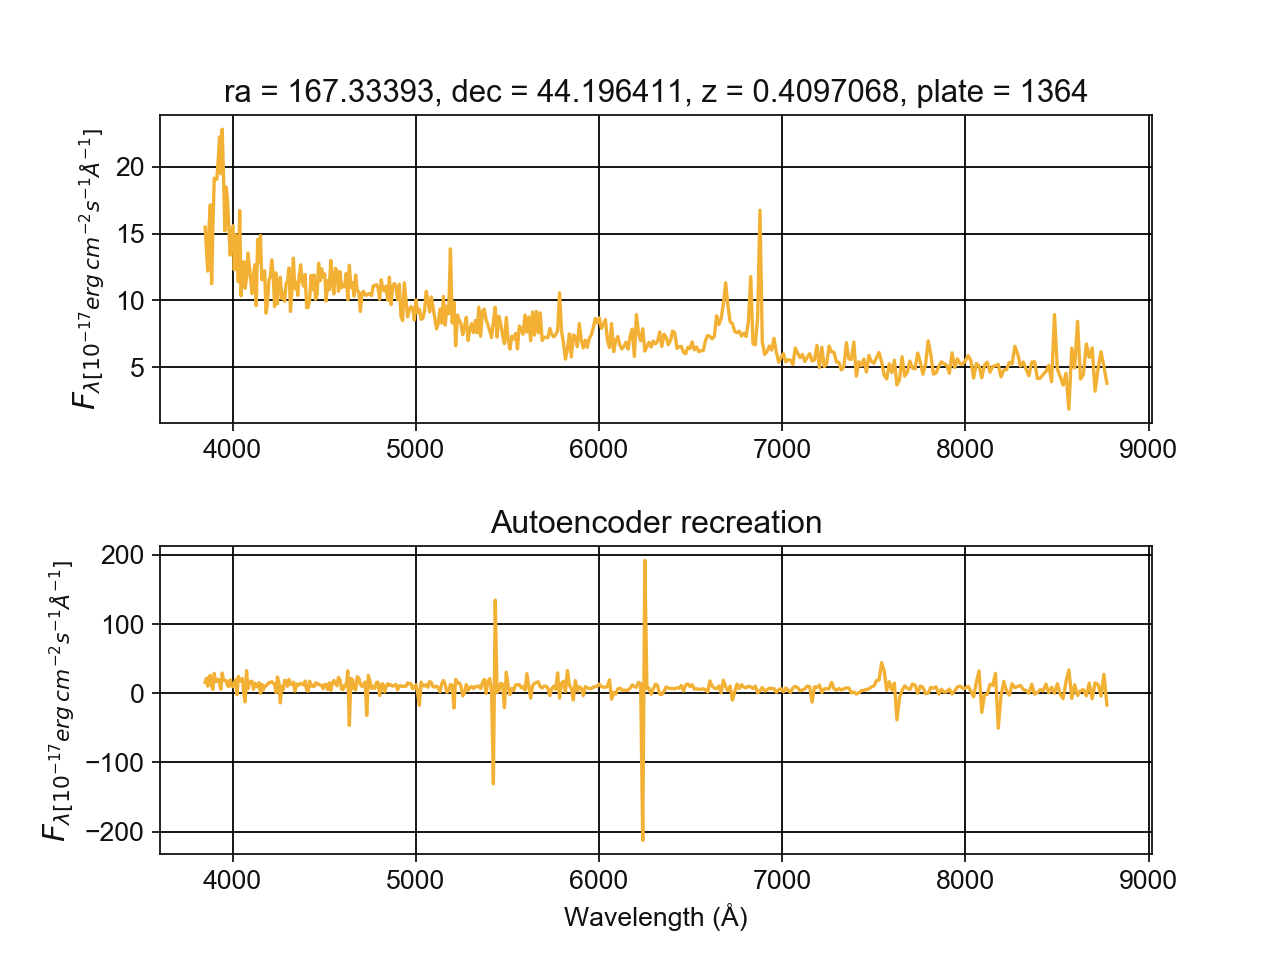 ra = 167.33393, dec = 44.196411, z = 0.4097068, plate = 1364
F_λ[10^−17 erg cm^−2 s^−1 Å^−1]
20
15
10
5
4000 5000 6000 7000 8000 9000
Autoencoder recreation
F_λ[10^−17 erg cm^−2 s^−1 Å^−1]
200
100
0
−100
−200
4000 5000 6000 7000 8000 9000
Wavelength (Å)